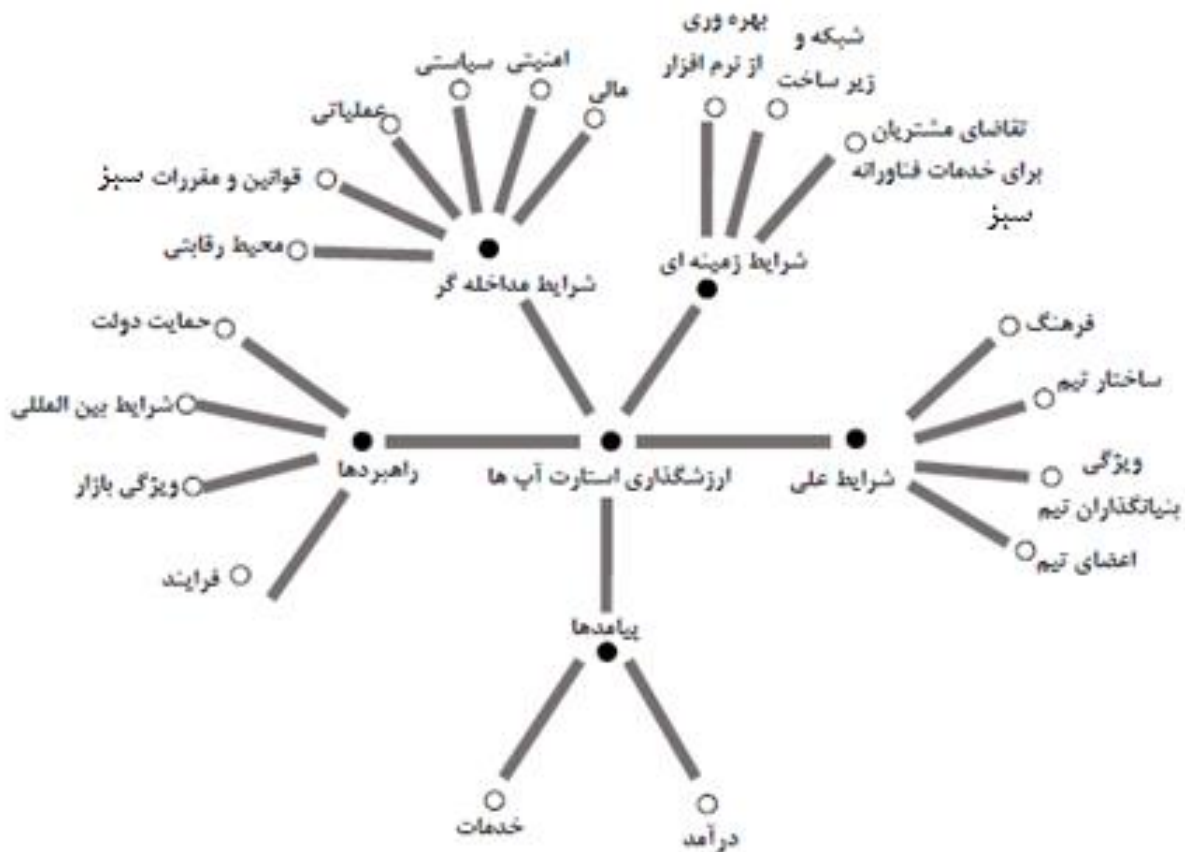 شبکه و
زیر ساخت
بهره وری
از نرم افزار
تقاضای مشتریان
برای خدمات فناورانه
سبز
شرایط زمینه ای
مالی
امنیتی
سیاستی
عملیاتی
قوانین و مقررات سبز
محیط رقابتی
شرایط مداخله گر
فرهنگ
ساختار تیم
ویژگی
بنیانگذاران تیم
اعضای تیم
شرایط علی
ارزشگذاری استارت آپ ها
راهبردها
حمایت دولت
شرایط بین المللی
ویژگی بازار
فرایند
پیامدها
درآمد
خدمات